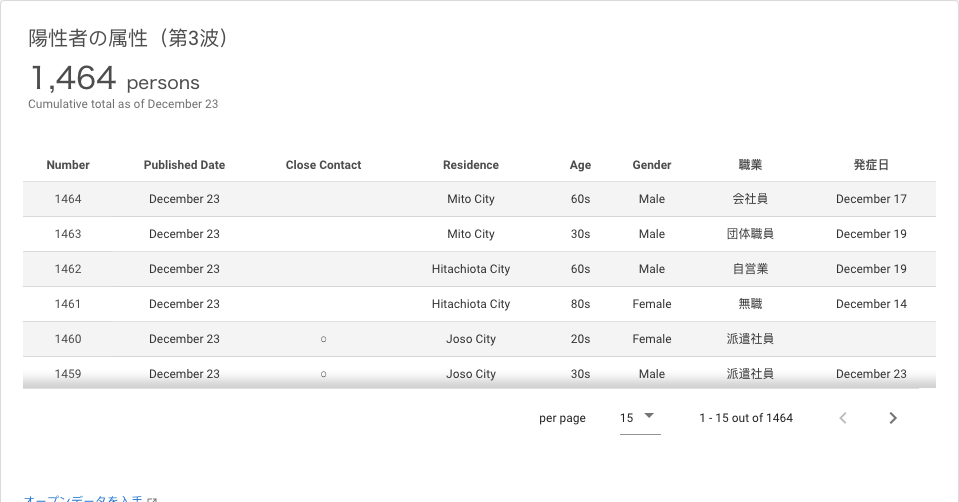 陽性者の属性（第3波）
1,464 persons
Cumulative total as of December 23
Number Published Date Close Contact Residence Age Gender 職業 発症日
1464 December 23 Mito City 60s Male 会社員 December 17
1463 December 23 Mito City 30s Male 団体職員 December 19
1462 December 23 Hitachiota City 60s Male 自営業 December 19
1461 December 23 Hitachiota City 80s Female 無職 December 14
1460 December 23 ○ Joso City 20s Female 派遣社員
1459 December 23 ○ Joso City 30s Male 派遣社員 December 23
per page 15 1 - 15 out of 1464
オープンデータを入手